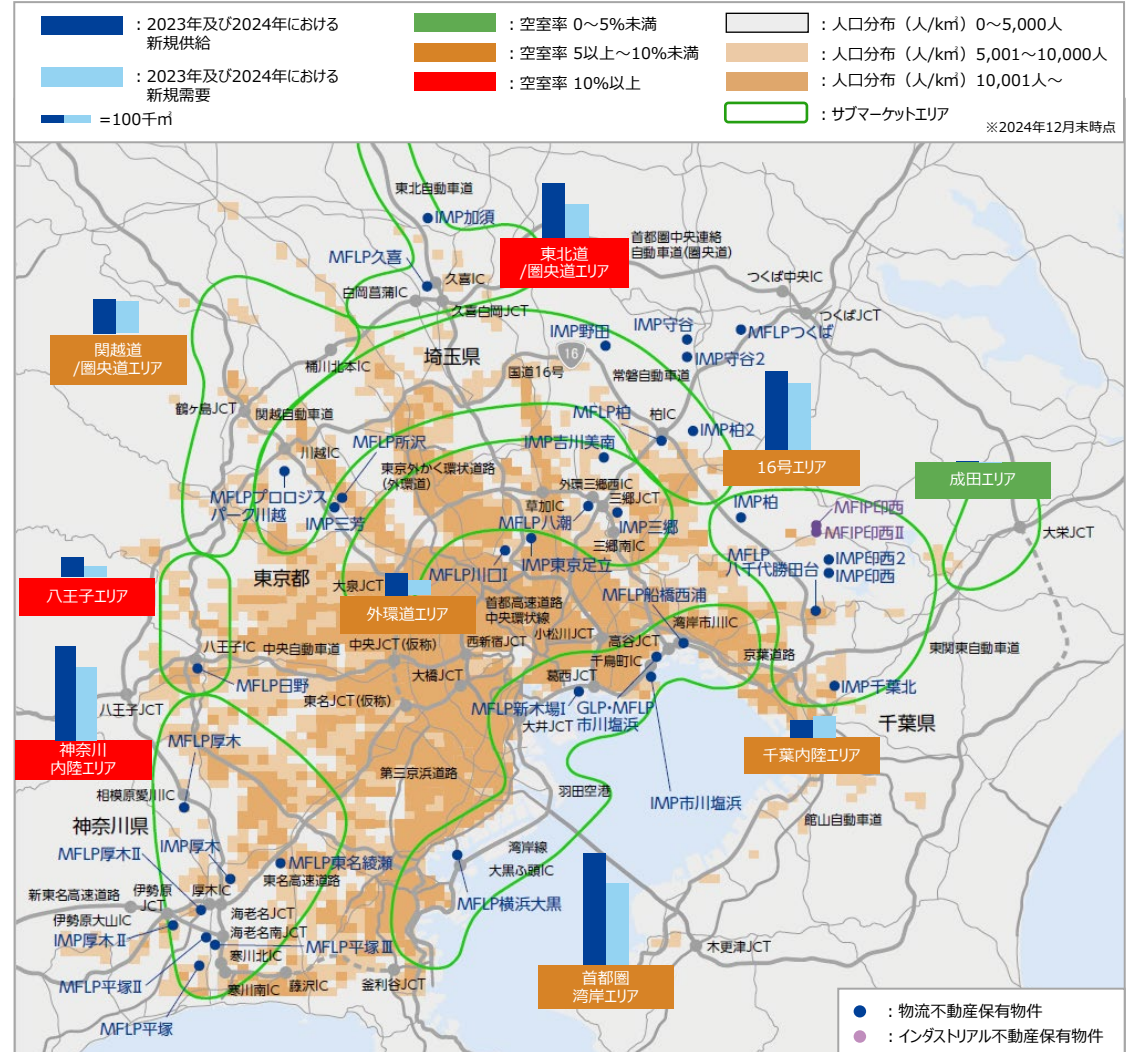 ：2023年及び2024年における
新規供給
：2023年及び2024年における
新規需要
=100千㎡
：空室率 0～5%未満
：空室率 5以上～10%未満
：空室率 10%以上
：人口分布（人/k㎡）0～5,000人
：人口分布（人/k㎡）5,001～10,000人
：人口分布（人/k㎡）10,001人～
：サブマーケットエリア
※2024年12月末時点
東北自動車道
IMP加須
東北道
/圏央道エリア
首都圏中央連絡
自動車道(圏央道)
MFLP久喜
久喜IC
白岡菖蒲IC
久喜白岡JCT
つくば中央IC
つくばJCT
関越道
/圏央道エリア
埼玉県
桶川北本IC
IMP野田
16
国道16号
IMP守谷
MFLPつくば
IMP守谷2
常磐自動車道
鶴ヶ島JCT
関越自動車道
MFLP柏
柏IC
IMP柏2
川越IC
MFLP所沢
IMP吉川美南
16号エリア
東京外かく環状道路
(外環道)
外環三郷西IC
三郷JCT
成田エリア
MFLPプロロジス
パーク川越
IMP三芳
草加IC
MFLP八潮
IMP三郷
三郷南IC
IMP柏
MFIP印西
MFIP印西Ⅱ
大栄JCT
東京都
大泉JCT
MFLP川口Ⅰ
IMP東京足立
MFLP
八千代勝田台
IMP印西2
IMP印西
八王子エリア
外環道エリア
首都高速道路
中央環状線
MFLP船橋西浦
湾岸市川IC
小松川JCT
高谷JCT
八王子IC
中央自動車道
中央JCT(仮称)
西新宿JCT
千鳥町IC
京葉道路
東関東自動車道
MFLP日野
大橋JCT
葛西JCT
IMP千葉北
八王子JCT
東名JCT(仮称)
MFLP新木場Ⅰ
GLP・MFLP
市川塩浜
大井JCT
千葉県
神奈川
内陸エリア
MFLP厚木
千葉内陸エリア
第三京浜道路
相模原愛川IC
羽田空港
IMP市川塩浜
館山自動車道
神奈川県
IMP厚木
MFLP厚木Ⅱ
MFLP東名綾瀬
東名高速道路
湾岸線
大黒ふ頭IC
新東名高速道路
伊勢原
JCT
厚木IC
MFLP横浜大黒
伊勢原大山IC
海老名JCT
海老名南JCT
IMP厚木Ⅱ
MFLP平塚Ⅲ
木更津JCT
寒川北IC
MFLP平塚Ⅱ
寒川南IC
藤沢IC
釜利谷JCT
首都圏
湾岸エリア
MFLP平塚
：物流不動産保有物件
：インダストリアル不動産保有物件